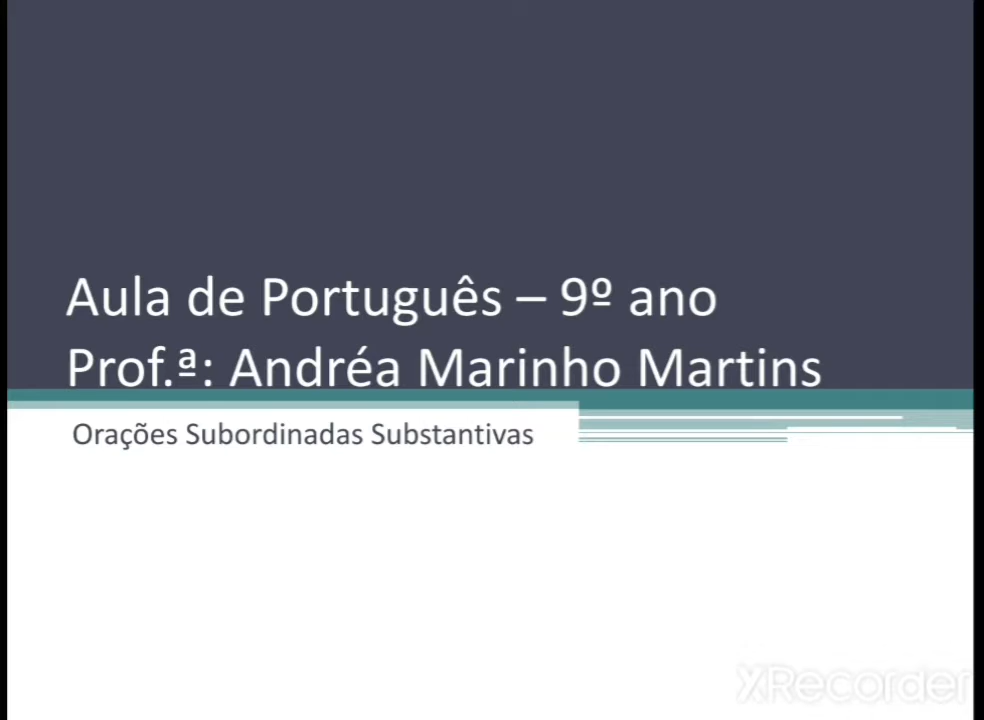 Aula de Português – 9º ano
Prof.ª: Andréa Marinho Martins
Orações Subordinadas Substantivas
XRecorder